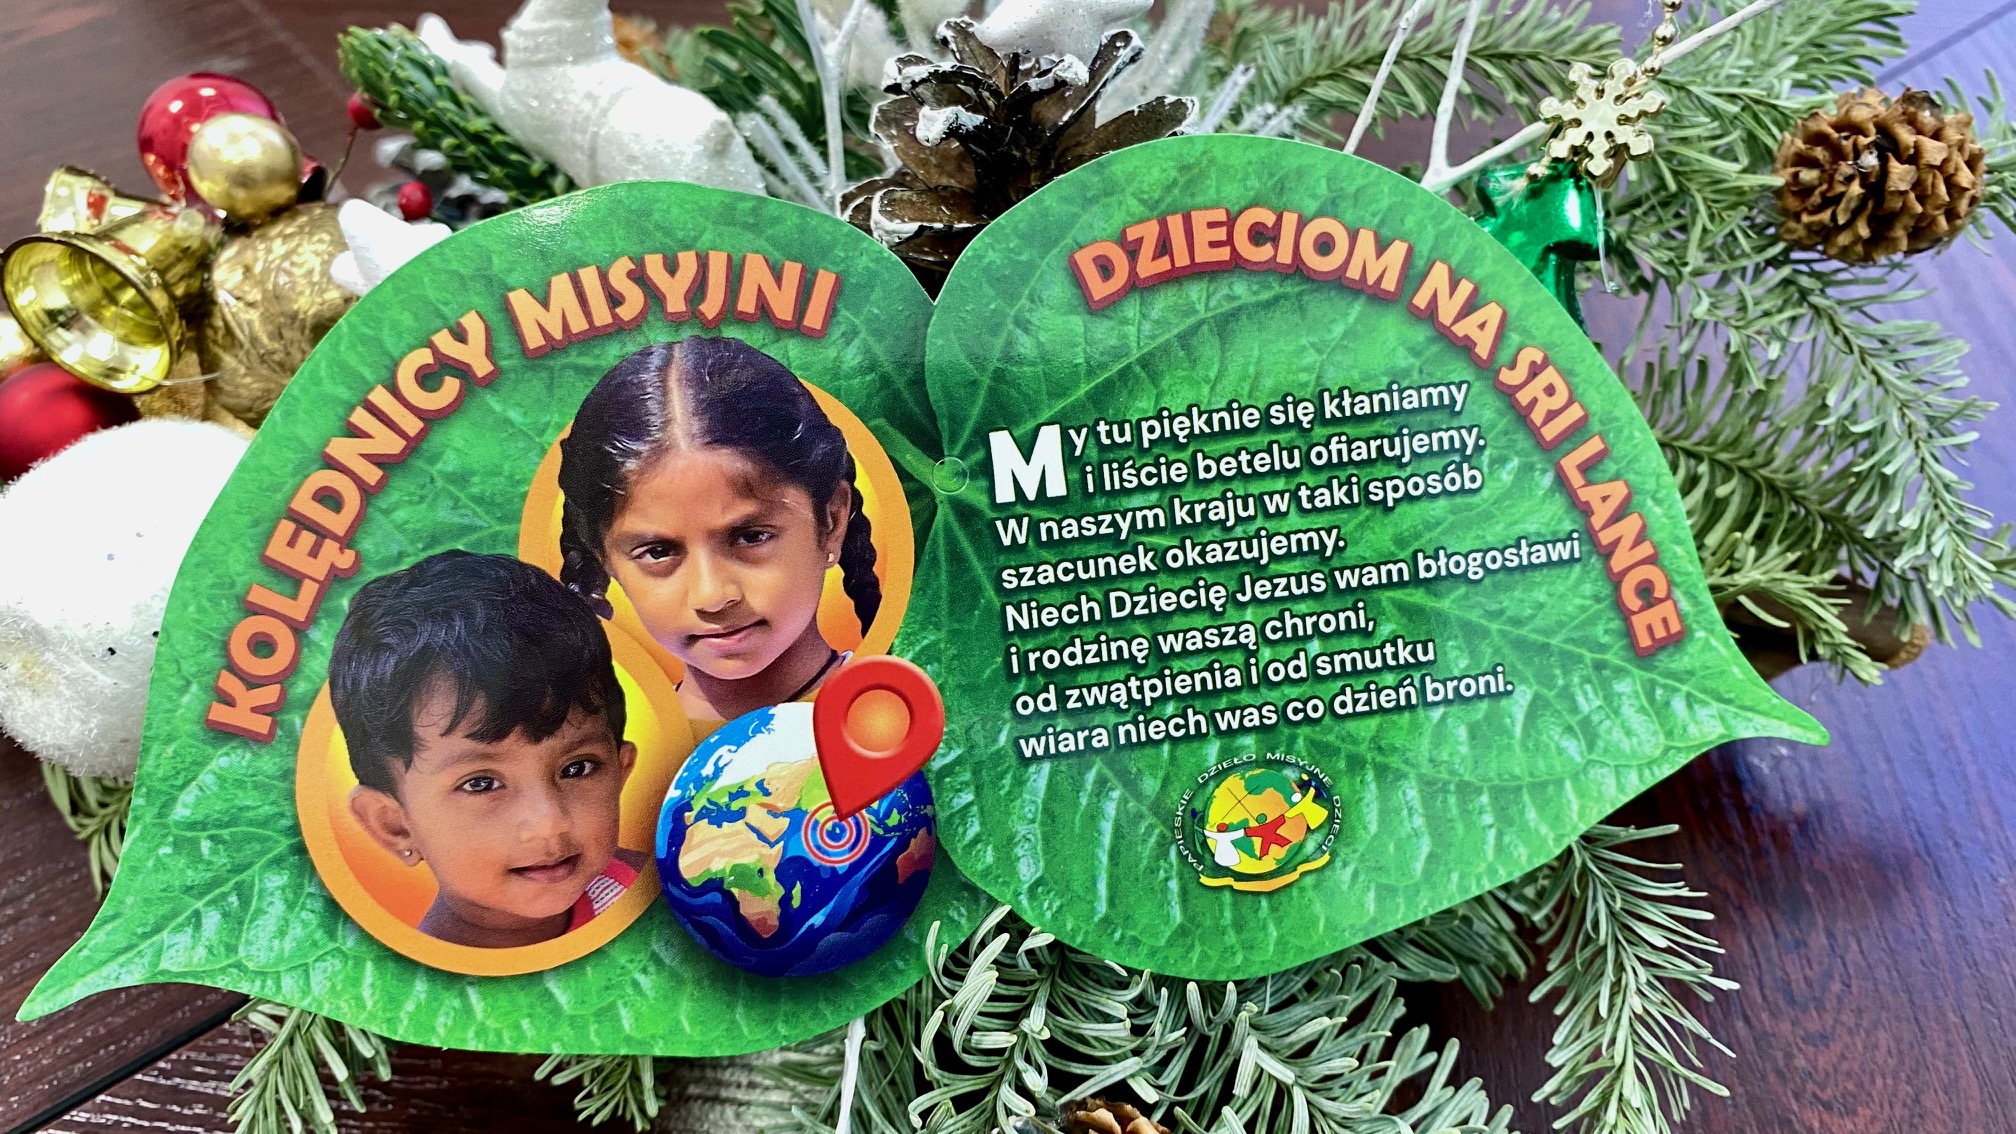 KOLĘDNICY MISYJNI
DZIECIOM NA SRI LANCE
My tu pięknie się kłaniamy
i liście betelu ofiarujemy.
W naszym kraju w taki sposób
szacunek okazujemy.
Niech Dziecię Jezus wam błogosławi
i rodzinę waszą chroni,
od zwątpienia i od smutku
wiara niech was co dzień broni.
PAPIESKIE DZIEŁO MISYJNE DZIECI